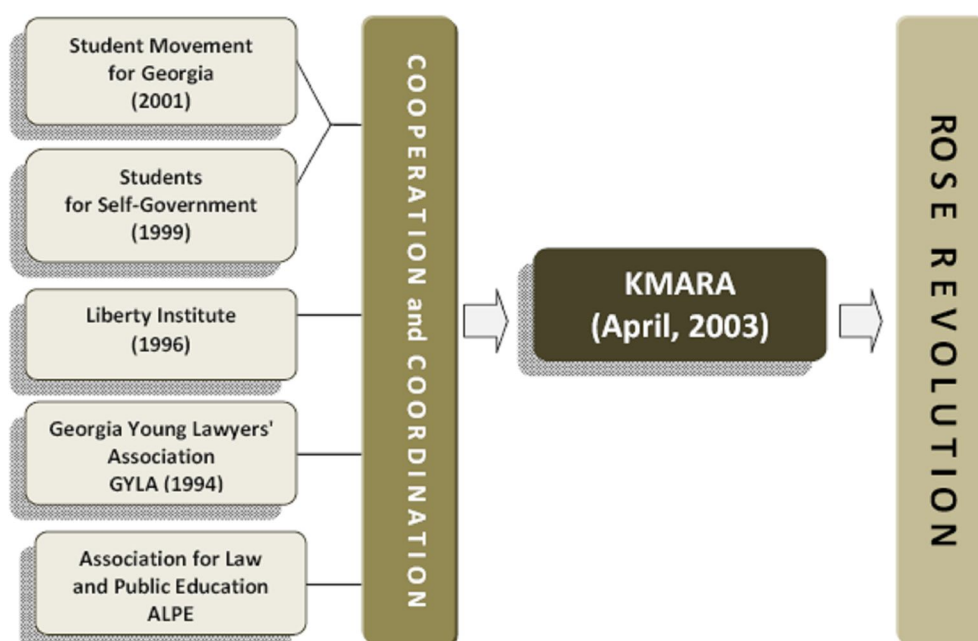 Student Movement
for Georgia
(2001)
Students
for Self-Government
(1999)
Liberty Institute
(1996)
Georgia Young Lawyers'
Association
GYLA (1994)
Association for Law
and Public Education
ALPE
COOPERATION and COORDINATION
KMARA
(April, 2003)
ROSE REVOLUTION